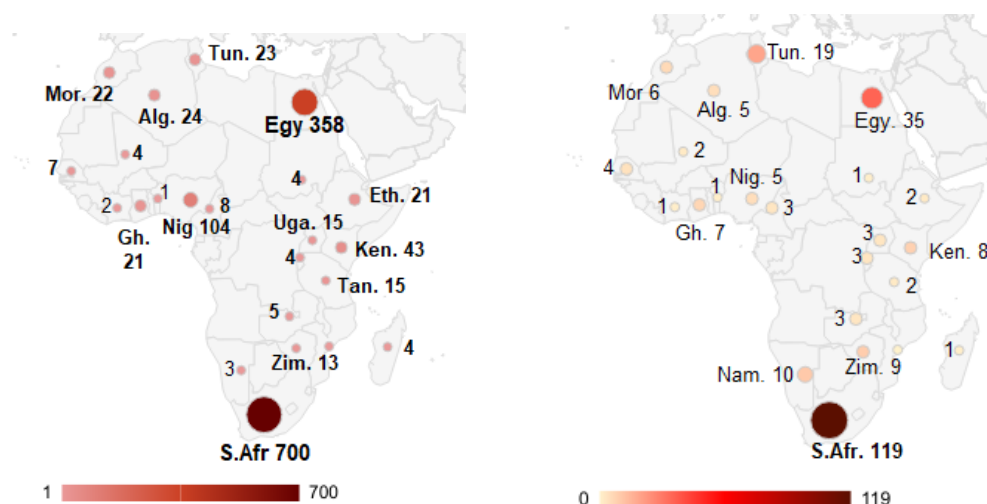 Tun. 23
Mor. 22
Alg. 24
Egy 358
4
7
4
Eth. 21
2
1
Nig 104
8
Gh.
21
Uga. 15
4
Ken. 43
Tan. 15
5
Zim. 13
4
3
S.Afr 700
1
700
Tun. 19
Mor 6
Alg. 5
Egy. 35
2
4
1
2
1
1
Nig. 5
3
Gh. 7
3
3
Ken. 8
2
3
Zim. 9
1
Nam. 10
S.Afr. 119
0
119